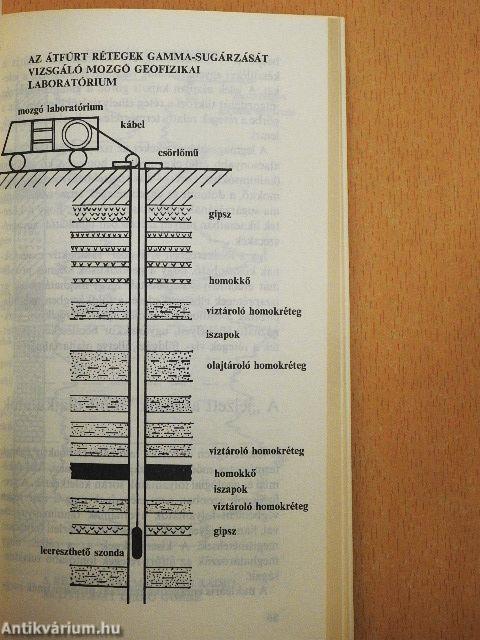 AZ ÁTFÚRT RÉTEGEK GAMMA-SUGÁRZÁSÁT
VIZSGÁLÓ MOZGÓ GEOFIZIKAI
LABORATÓRIUM
mozgó laboratórium
kábel
csörlőmű
gipsz
homokkő
víztároló homokréteg
iszapok
olajtároló homokréteg
víztároló homokréteg
homokkő
iszapok
víztároló homokréteg
gipsz
leereszthető szonda
Antikvárium.hu